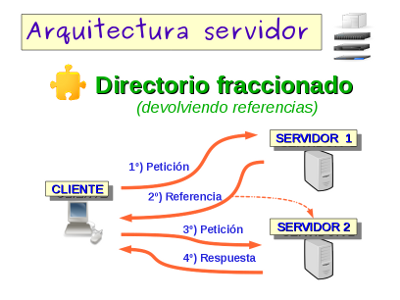 Arquitectura servidor
Directorio fraccionado
(devolviendo referencias)
SERVIDOR 1
1º) Petición
CLIENTE
2º) Referencia
SERVIDOR 2
3º) Petición
4º) Respuesta